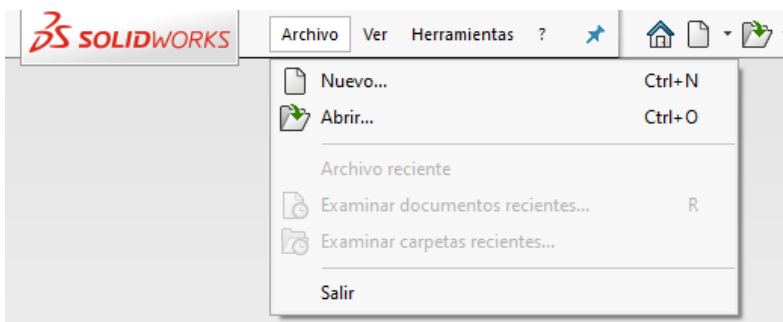 SOLIDWORKS Archivo Ver Herramientas ?
Nuevo... Ctrl+N
Abrir... Ctrl+O
Archivo reciente
Examinar documentos recientes... R
Examinar carpetas recientes...
Salir